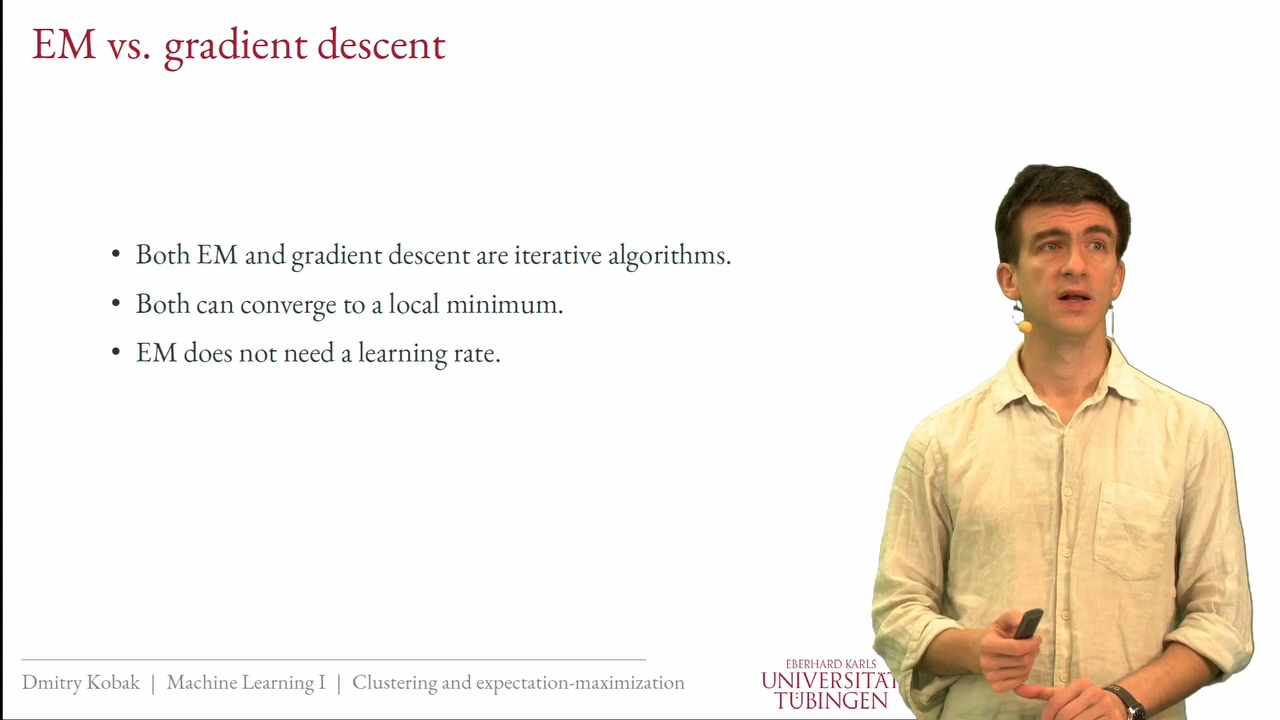 EM vs. gradient descent
• Both EM and gradient descent are iterative algorithms.
• Both can converge to a local minimum.
• EM does not need a learning rate.
Dmitry Kobak | Machine Learning I | Clustering and expectation-maximization
EBERHARD KARLS
UNIVERSITÄT
TÜBINGEN